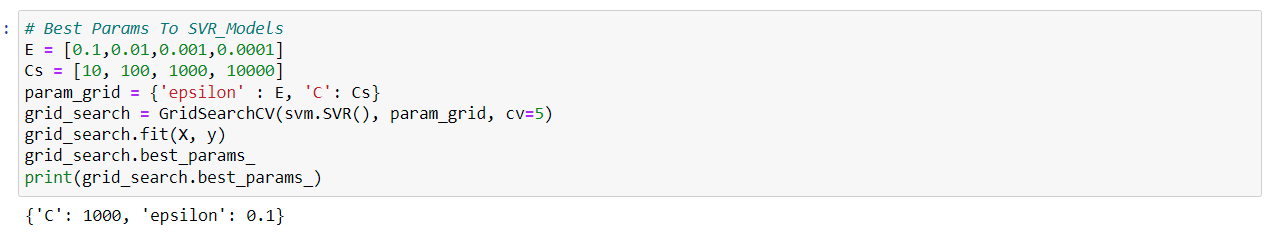 :
# Best Params To SVR_Models
E = [0.1,0.01,0.001,0.0001]
Cs = [10, 100, 1000, 10000]
param_grid = {'epsilon' : E, 'C': Cs}
grid_search = GridSearchCV(svm.SVR(), param_grid, cv=5)
grid_search.fit(X, y)
grid_search.best_params_
print(grid_search.best_params_)
{'C': 1000, 'epsilon': 0.1}